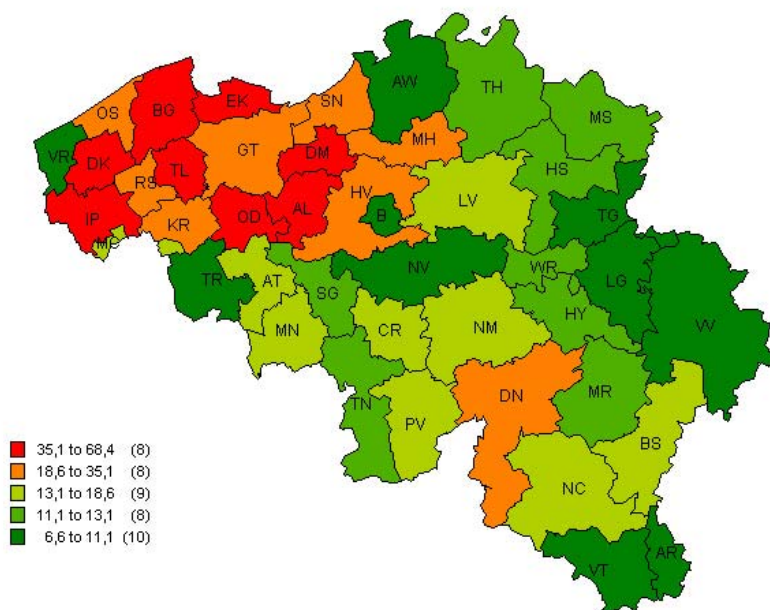 AW
TH
EK
SN
OS
BG
MS
MH
VR
GT
DM
DK
TL
HS
RS
HV
LV
IP
OD
AL
B
TG
KR
MC
NV
WR
LG
TR
AT
SG
VV
HY
MN
CR
NM
DN
MR
TN
PV
BS
NC
AR
VT
35,1 to 68,4 (8)
18,6 to 35,1 (8)
13,1 to 18,6 (9)
11,1 to 13,1 (8)
6,6 to 11,1 (10)